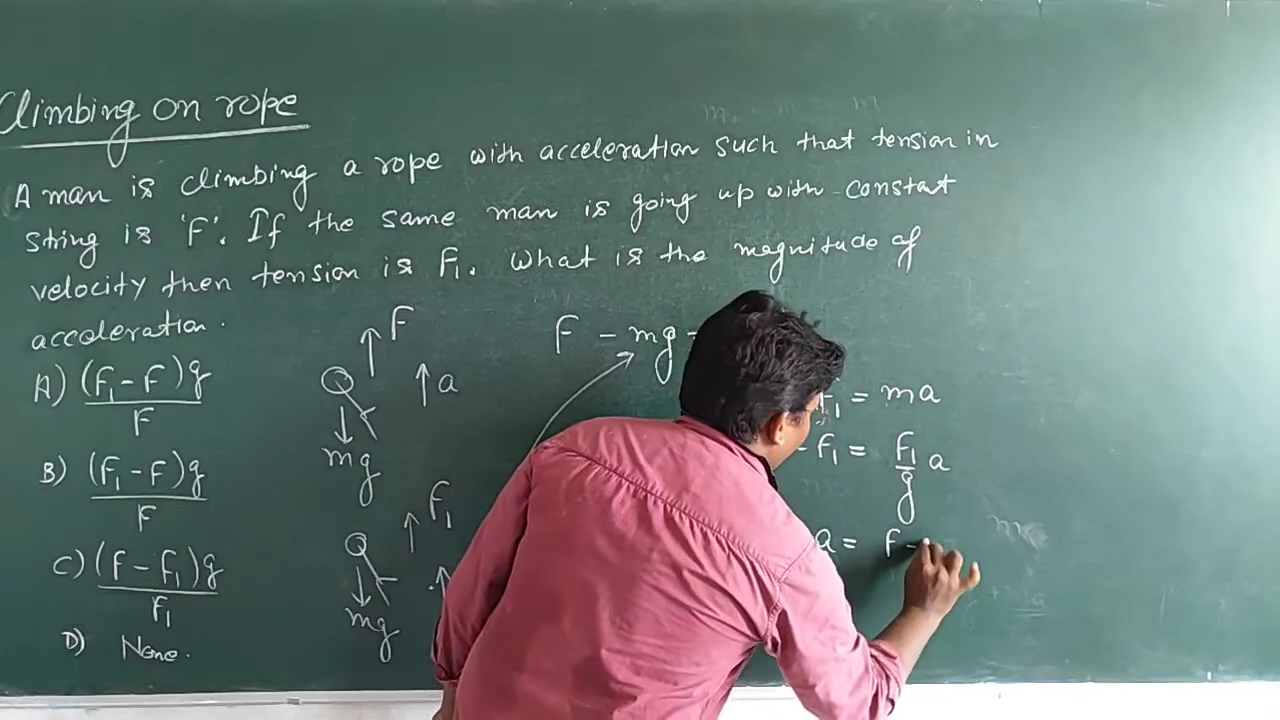 Climbing on rope
A man is climbing a rope with acceleration such that tension in
string is 'F'. If the same man is going up with constant
velocity then tension is F₁. What is the magnitude of
acceleration.
A) (F₁ - F)g / F
B) (F₁ - F)g / F
C) (F - F₁)g / F₁
D) None.
F
a
mg
F₁
mg
F - mg
F₁ = ma
- F₁ = F₁/g a
a = F -